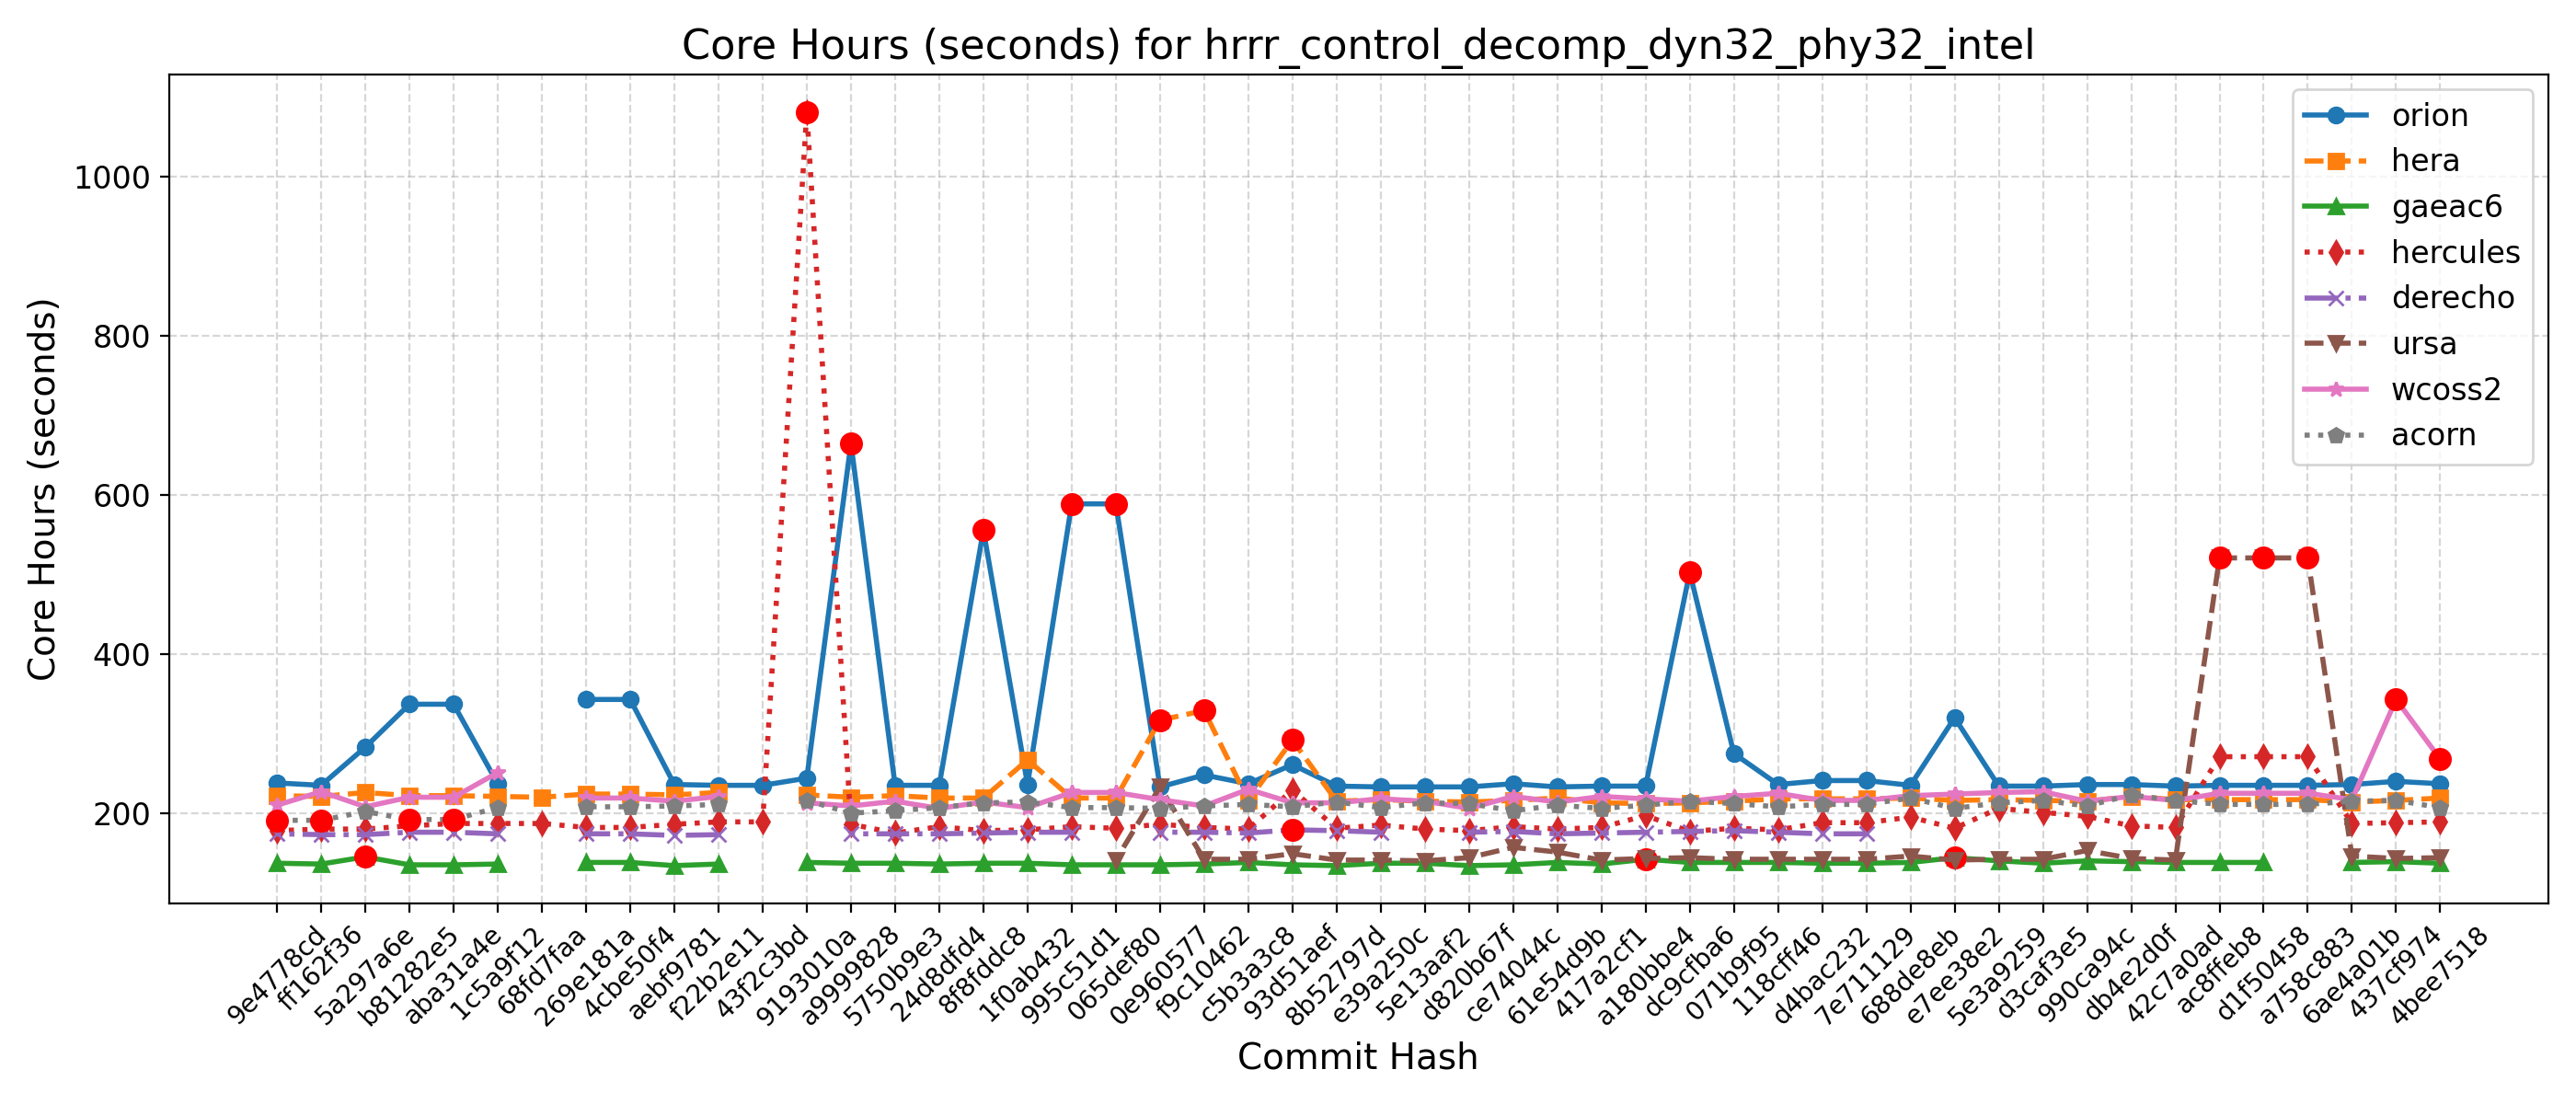 Core Hours (seconds) for hrrr_control_decomp_dyn32_phy32_intel
Core Hours (seconds)
1000
800
600
400
200
orion
hera
gaeac6
hercules
derecho
ursa
wcoss2
acorn
9e4778cd
ff162f36
5a297a6e
b81282e5
aba31a4e
1c5a9f12
68fd7faa
269e181a
4cbe50f4
aebf9781
f22b2e11
43f2c3bd
9193010a
a9999828
5750b9e3
24d8dfd4
8f8fddc8
1f0ab432
995c51d1
065def80
0e960577
f9c10462
c5b3a3c8
93d51aef
8b52797d
e39a250c
5e13aaf2
d820b67f
ce74044c
61e54d9b
417a2cf1
a180bbe4
dc9cfba6
071b9f95
118cff46
d4bac232
7e711129
688de8eb
e7ee38e2
5e3a9259
d3caf3e5
990ca94c
db4e2d0f
42c7a0ad
ac8ffeb8
d1f50458
a758c883
6ae4a01b
437cf974
4bee7518
Commit Hash